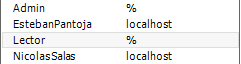 Admin %
EstebanPantoja localhost
Lector %
NicolasSalas localhost